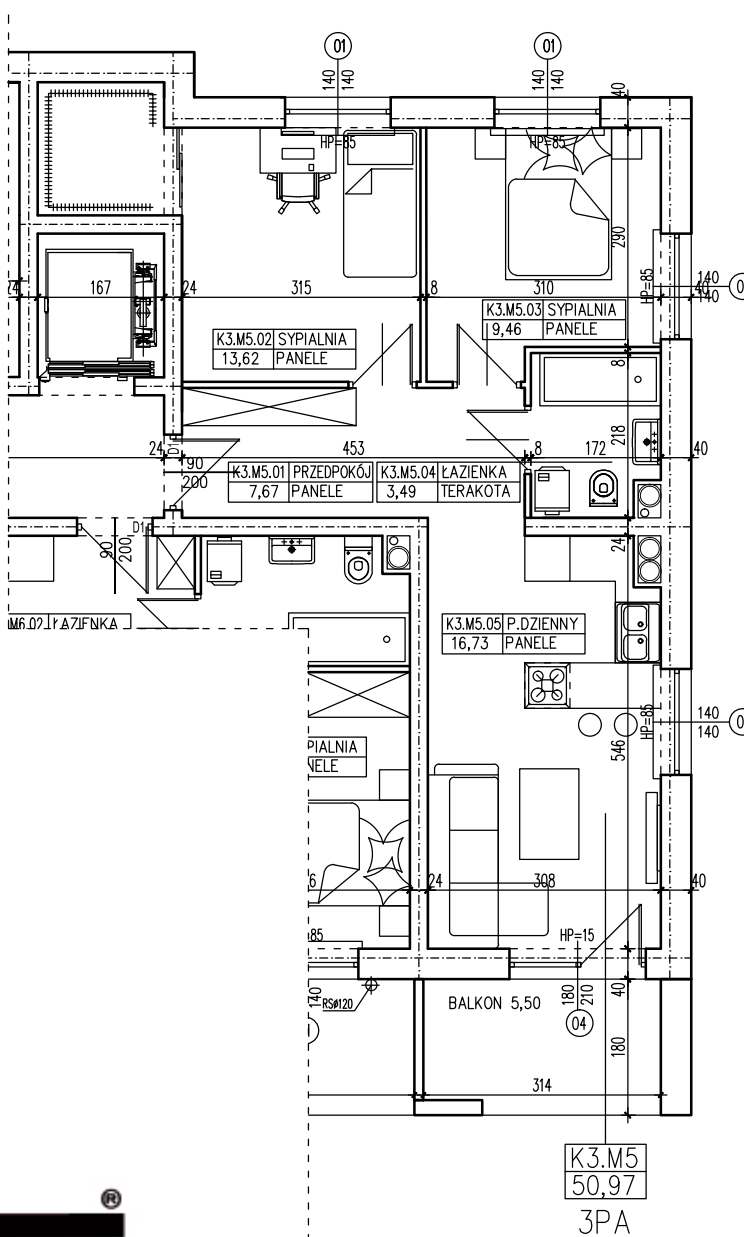 01 01
140 140 140 140 40
HP=85 HP=85
290
HP=85 140 140
24 167 24 315 8 310 40
K3.M5.02 SYPIALNIA
13,62 PANELE
K3.M5.03 SYPIALNIA
9,46 PANELE
8
218
24 D1 453 8 172 40
90
200
K3.M5.01 PRZEDPOKÓJ
7,67 PANELE
K3.M5.04 ŁAZIENKA
3,49 TERAKOTA
D1
90
200
24
M6.02 ŁAZIENKA
K3.M5.05 P.DZIENNY
16,73 PANELE
HP=85 140
140
546
PIALNIA
NELE
6 24 308 40
=85 HP=15
140
RSø120
BALKON 5,50
180
210
04
40
180
314
K3.M5
50,97
3PA
®